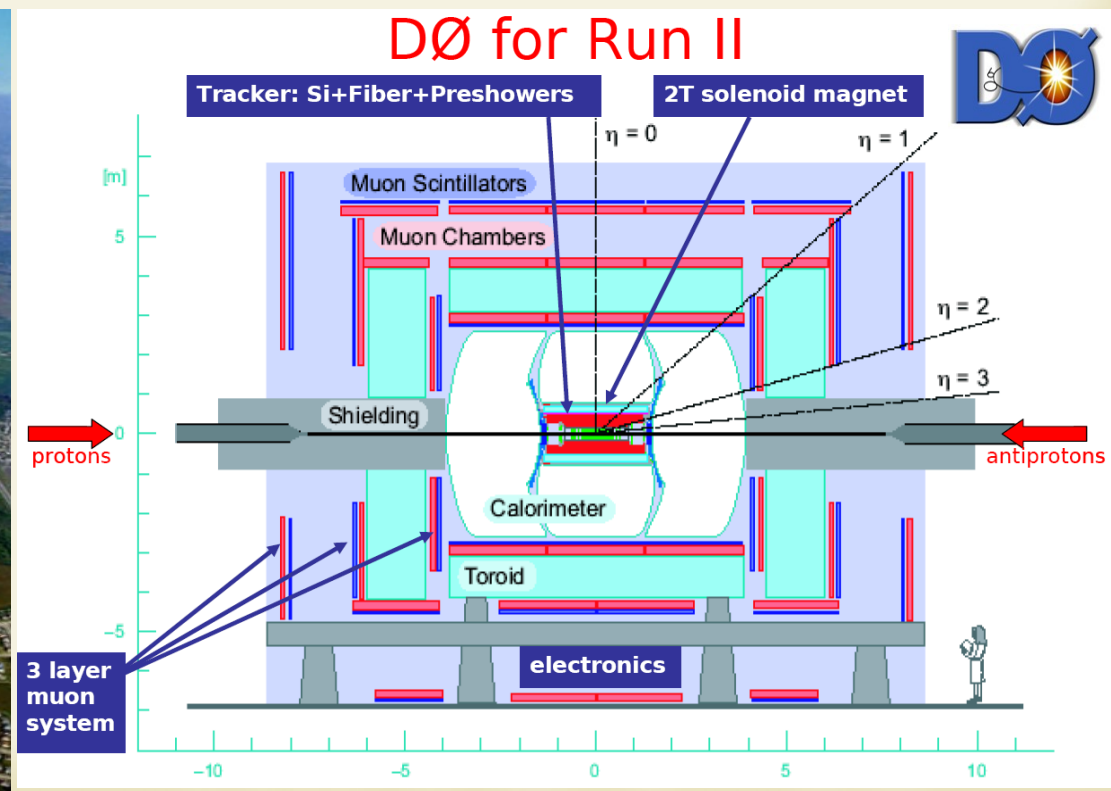 DØ for Run II
DØ
Tracker: Si+Fiber+Preshowers
2T solenoid magnet
η = 0
η = 1
[m]
Muon Scintillators
5
Muon Chambers
η = 2
η = 3
Shielding
0
protons
antiprotons
Calorimeter
Toroid
–5
3 layer
muon
system
electronics
–10
–5
0
5
10